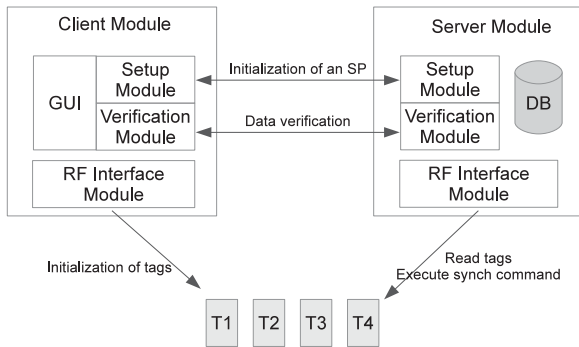 Client Module
Server Module
GUI
Setup
Module
Verification
Module
RF Interface
Module
Initialization of an SP
Data verification
Setup
Module
Verification
Module
DB
RF Interface
Module
Initialization of tags
Read tags
Execute synch command
T1
T2
T3
T4